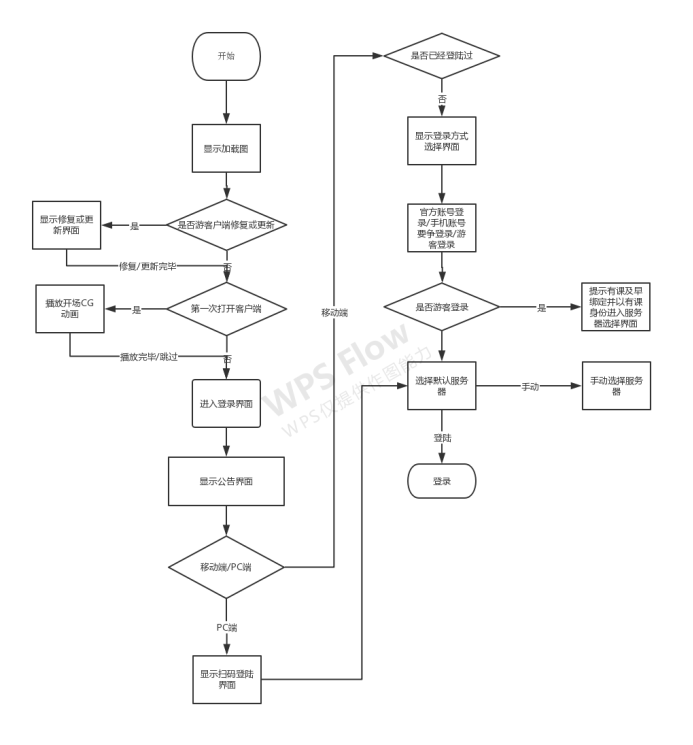 开始
显示加载图
是否游客户端修复或更新
是
显示修复或更
新界面
修复/更新完毕
否
第一次打开客户端
是
播放开场CG
动画
播放完毕/跳过
否
进入登录界面
显示公告界面
移动端/PC端
PC端
显示扫码登陆
界面
移动端
是否已经登陆过
否
显示登录方式
选择界面
官方账号登
录/手机账号
要争登录/游
客登录
是否游客登录
是
提示有课及早
绑定并以有课
身份进入服务
器选择界面
选择默认服务
器
手动
手动选择服务
器
登陆
登录
WPS Flow
WPS仅提供作图能力